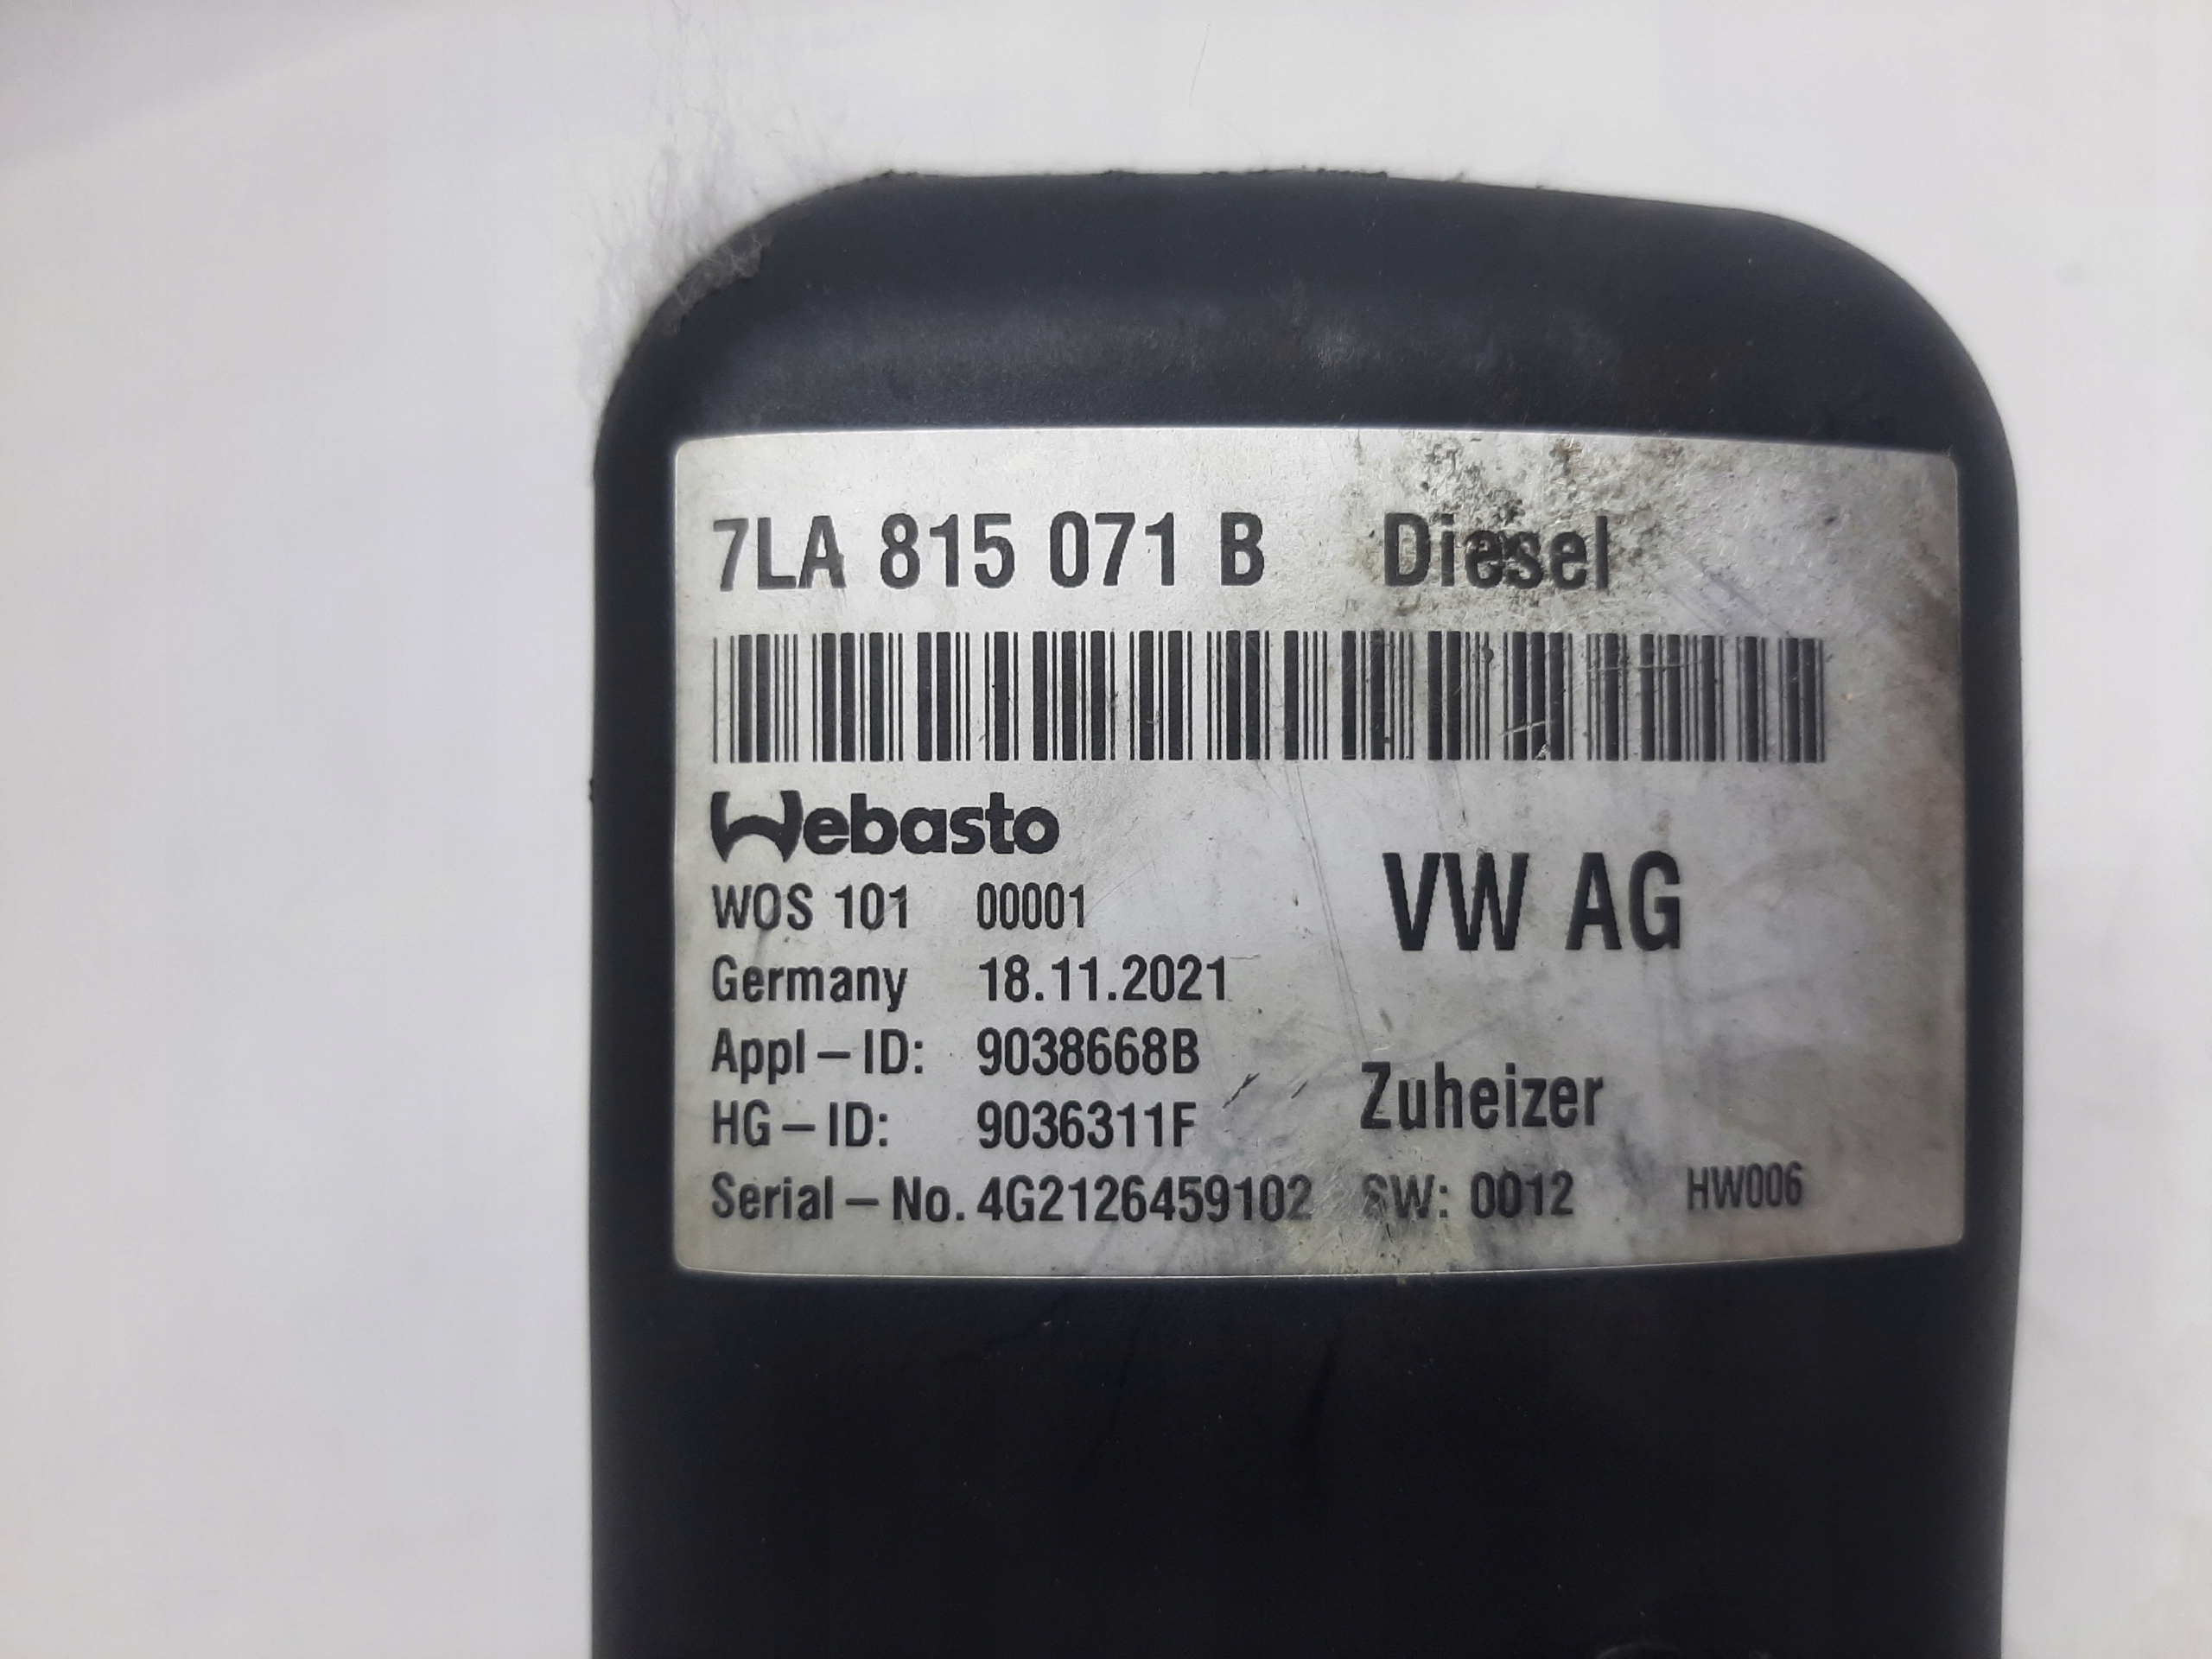 7LA 815 071 B Diesel
Webasto
VW AG
WOS 101 00001
Germany 18.11.2021
Appl-ID: 9038668B
Zuheizer
HG-ID: 9036311F
Serial-No. 4G2126459102 SW: 0012 HW006